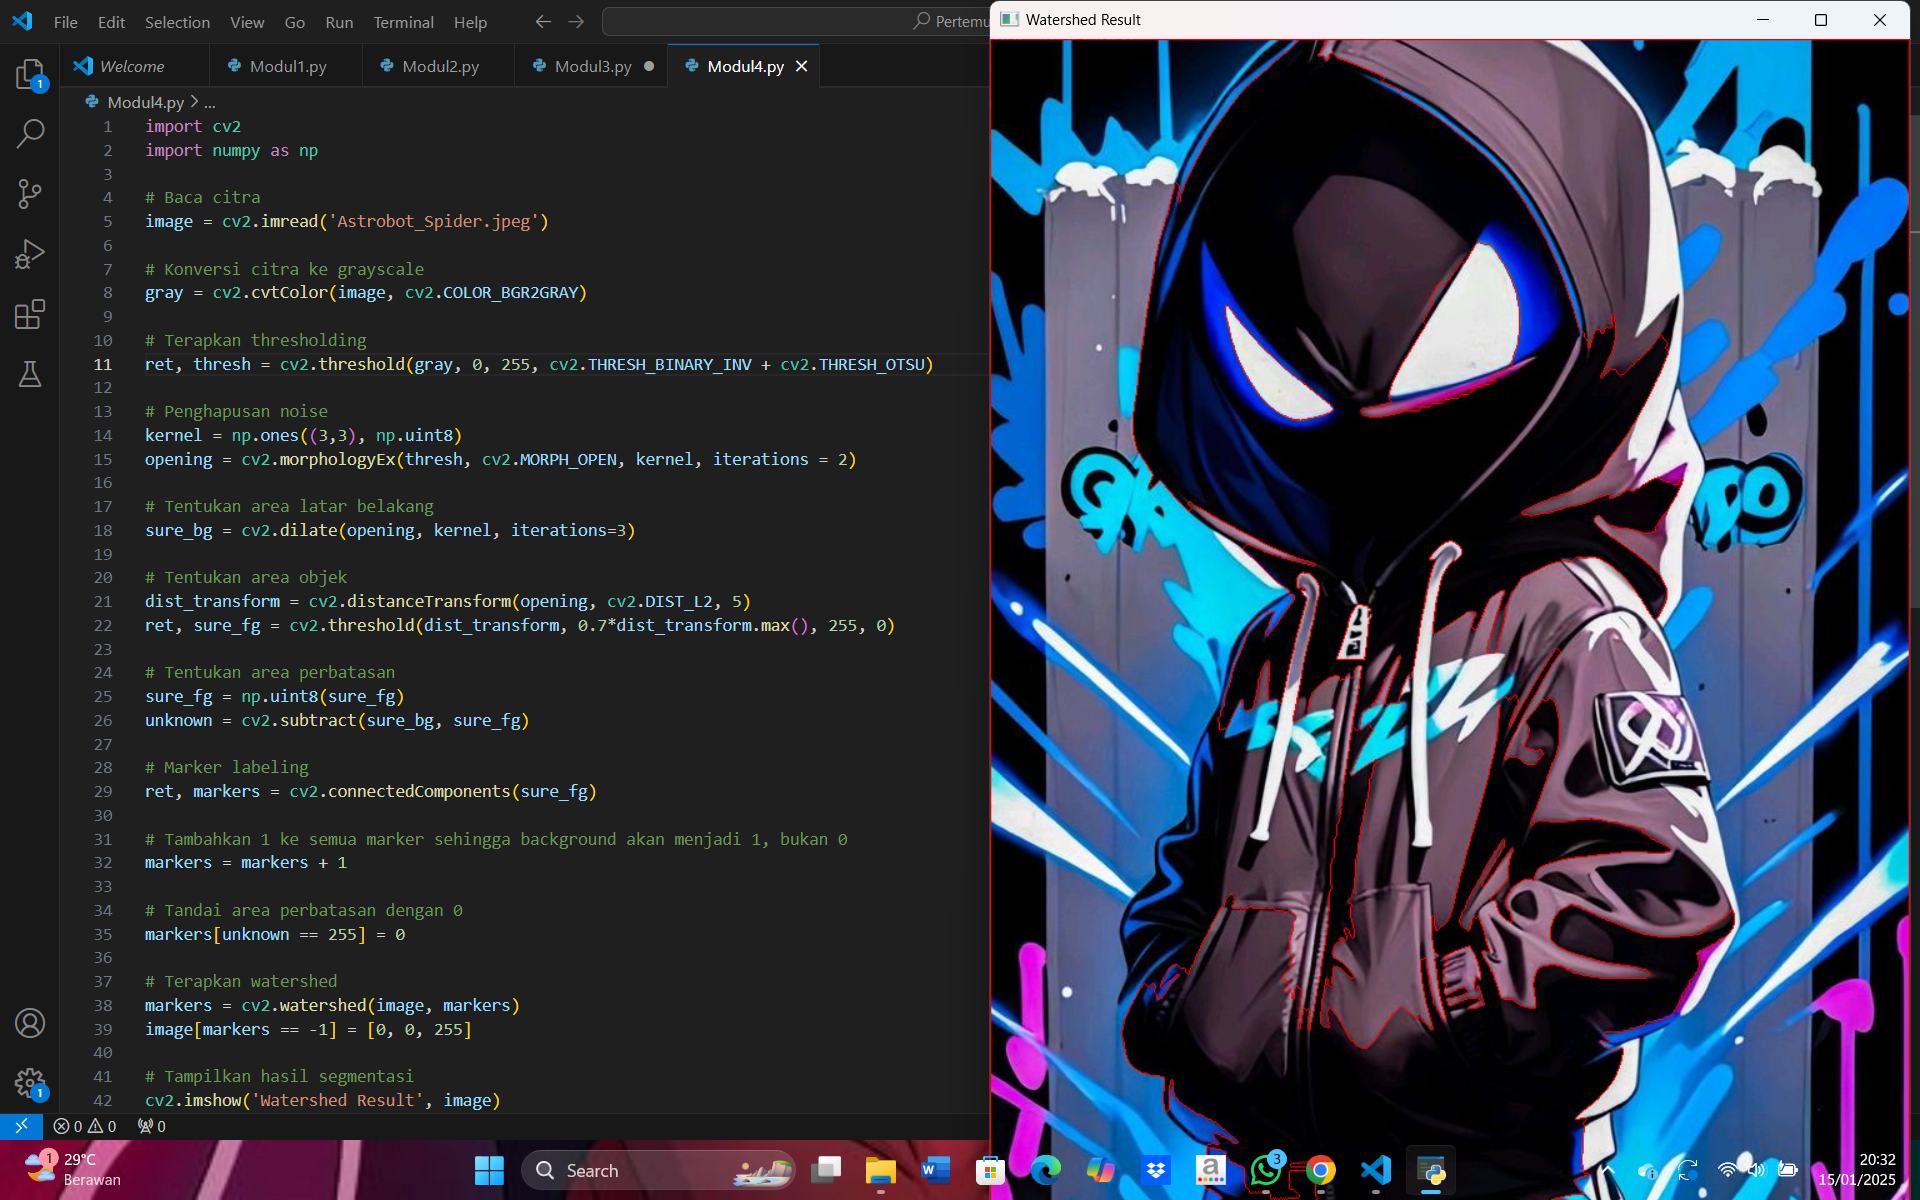 File Edit Selection View Go Run Terminal Help
Pertemu
Watershed Result
Welcome
Modul1.py
Modul2.py
Modul3.py
Modul4.py
Modul4.py > ...
1 import cv2
2 import numpy as np
3
4 # Baca citra
5 image = cv2.imread('Astrobot_Spider.jpeg')
6
7 # Konversi citra ke grayscale
8 gray = cv2.cvtColor(image, cv2.COLOR_BGR2GRAY)
9
10 # Terapkan thresholding
11 ret, thresh = cv2.threshold(gray, 0, 255, cv2.THRESH_BINARY_INV + cv2.THRESH_OTSU)
12
13 # Penghapusan noise
14 kernel = np.ones((3,3), np.uint8)
15 opening = cv2.morphologyEx(thresh, cv2.MORPH_OPEN, kernel, iterations = 2)
16
17 # Tentukan area latar belakang
18 sure_bg = cv2.dilate(opening, kernel, iterations=3)
19
20 # Tentukan area objek
21 dist_transform = cv2.distanceTransform(opening, cv2.DIST_L2, 5)
22 ret, sure_fg = cv2.threshold(dist_transform, 0.7*dist_transform.max(), 255, 0)
23
24 # Tentukan area perbatasan
25 sure_fg = np.uint8(sure_fg)
26 unknown = cv2.subtract(sure_bg, sure_fg)
27
28 # Marker labeling
29 ret, markers = cv2.connectedComponents(sure_fg)
30
31 # Tambahkan 1 ke semua marker sehingga background akan menjadi 1, bukan 0
32 markers = markers + 1
33
34 # Tandai area perbatasan dengan 0
35 markers[unknown == 255] = 0
36
37 # Terapkan watershed
38 markers = cv2.watershed(image, markers)
39 image[markers == -1] = [0, 0, 255]
40
41 # Tampilkan hasil segmentasi
42 cv2.imshow('Watershed Result', image)
1
1
0 0 0
1
29°C
Berawan
Search
3
20:32
15/01/2025